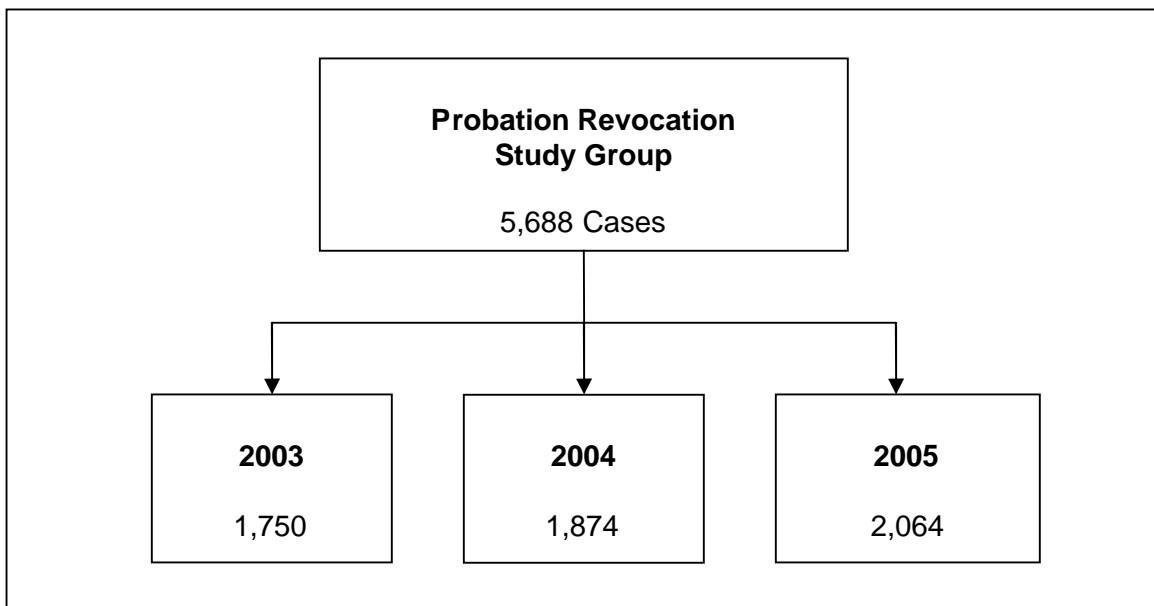 Probation Revocation
Study Group
5,688 Cases
2003
1,750
2004
1,874
2005
2,064